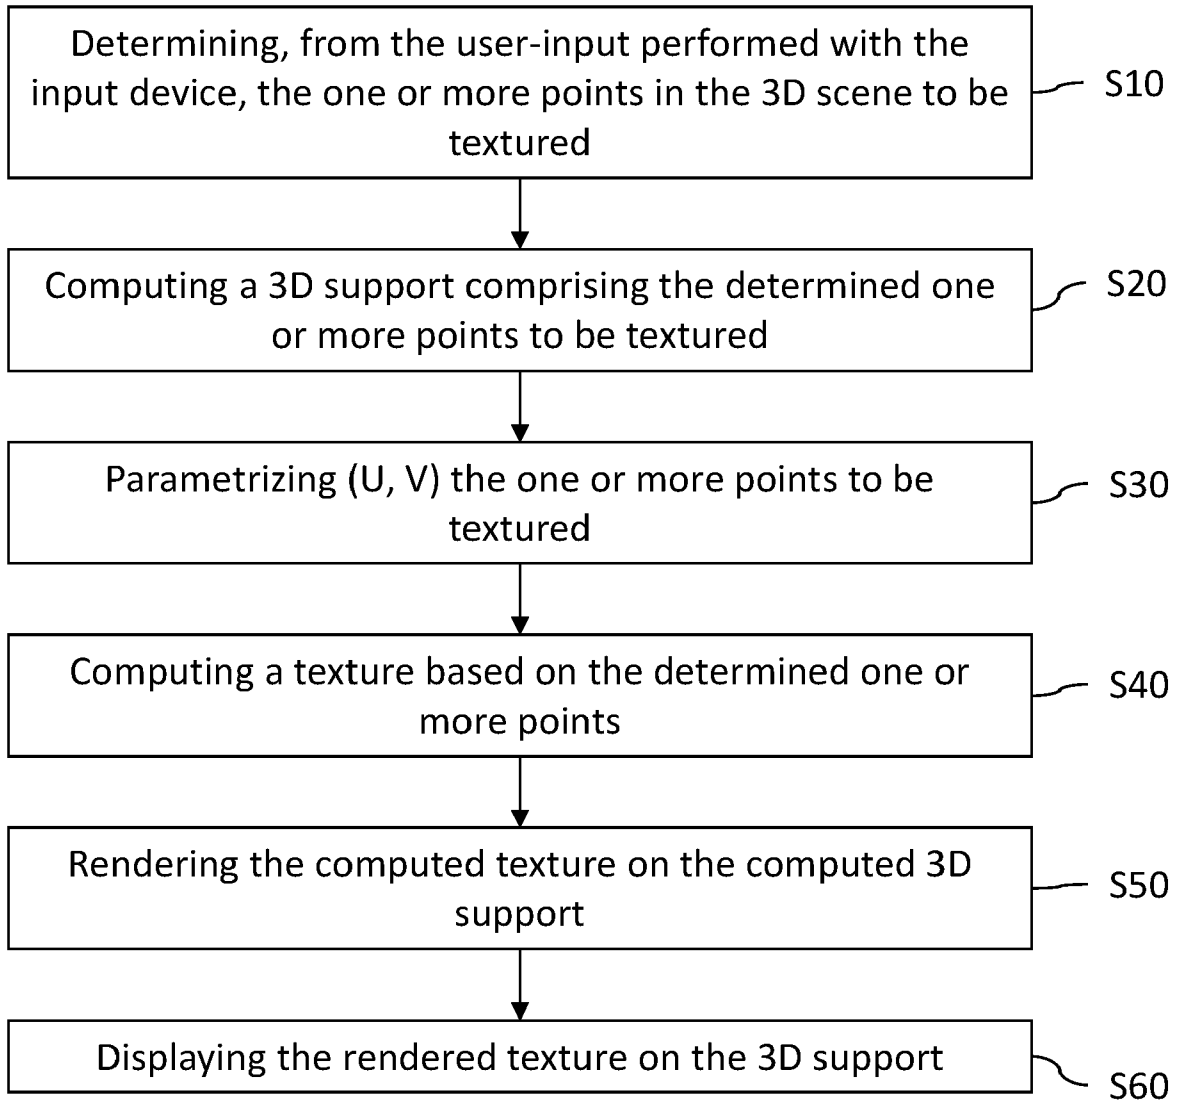 Determining, from the user-input performed with the
input device, the one or more points in the 3D scene to be
textured
S10
Computing a 3D support comprising the determined one
or more points to be textured
S20
Parametrizing (U, V) the one or more points to be
textured
S30
Computing a texture based on the determined one or
more points
S40
Rendering the computed texture on the computed 3D
support
S50
Displaying the rendered texture on the 3D support
S60